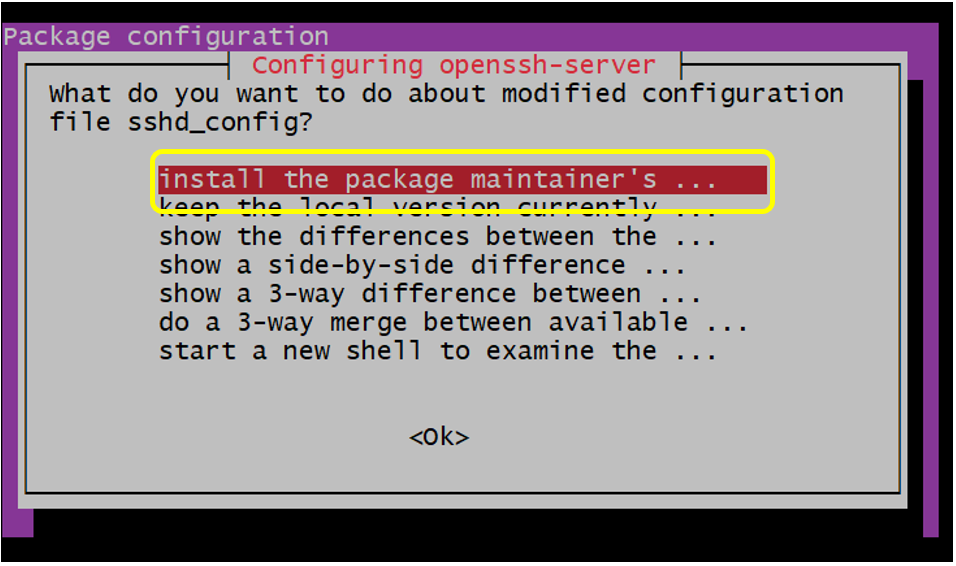 Package configuration
Configuring openssh-server
What do you want to do about modified configuration
file sshd_config?
install the package maintainer's ...
keep the local version currently ...
show the differences between the ...
show a side-by-side difference ...
show a 3-way difference between ...
do a 3-way merge between available ...
start a new shell to examine the ...
<Ok>